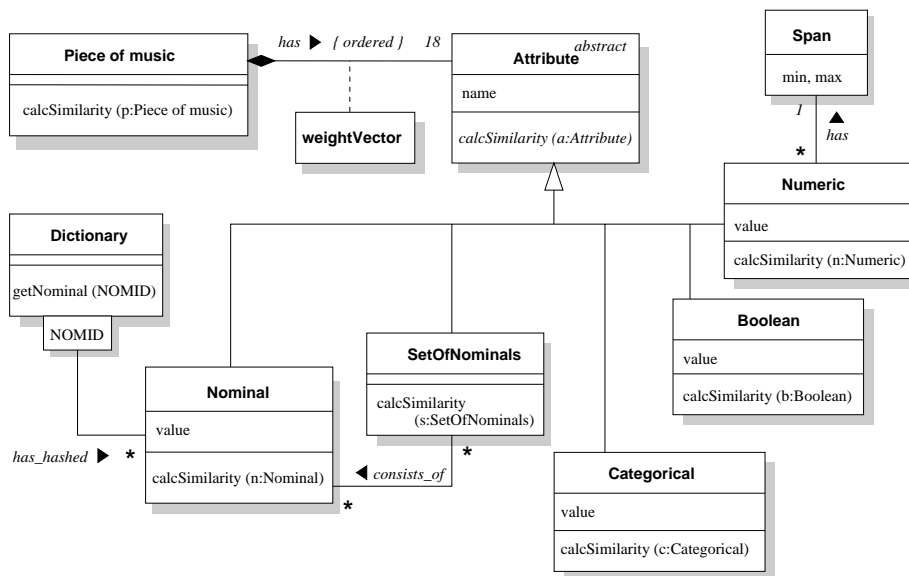 Piece of music
calcSimilarity (p:Piece of music)
has { ordered } 18
weightVector
abstract
Attribute
name
calcSimilarity (a:Attribute)
Span
min, max
1
has
*
Numeric
value
calcSimilarity (n:Numeric)
Dictionary
getNominal (NOMID)
NOMID
has_hashed
*
Nominal
value
calcSimilarity (n:Nominal)
*
SetOfNominals
calcSimilarity
(s:SetOfNominals)
*
consists_of
Boolean
value
calcSimilarity (b:Boolean)
Categorical
value
calcSimilarity (c:Categorical)